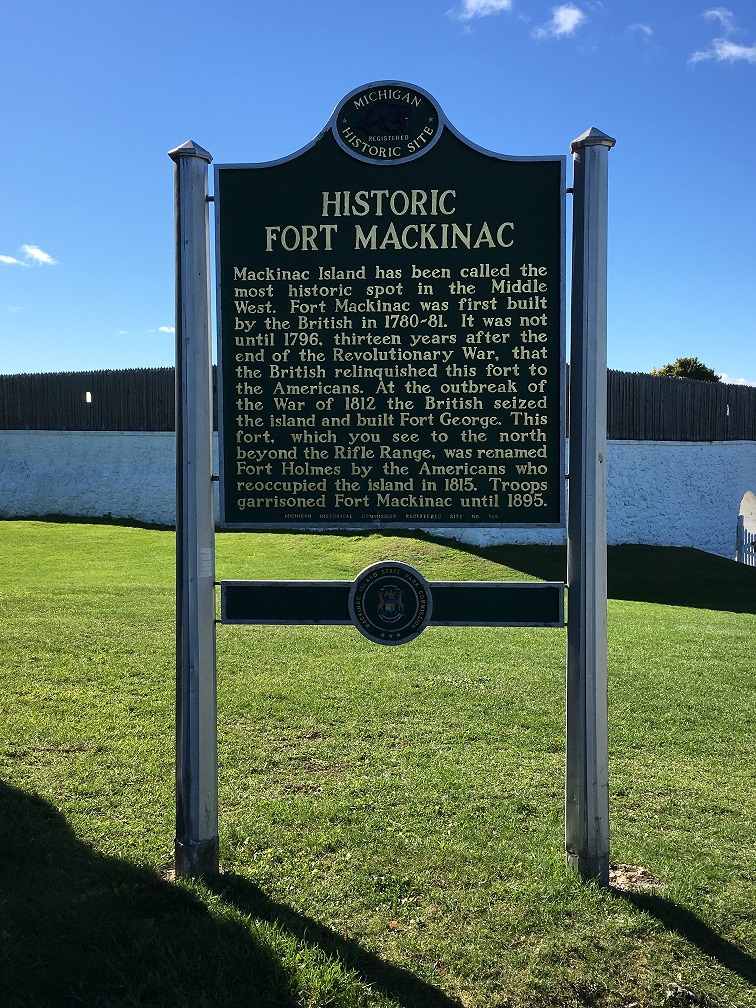 MICHIGAN
REGISTERED
HISTORIC SITE
HISTORIC
FORT MACKINAC
Mackinac Island has been called the
most historic spot in the Middle
West. Fort Mackinac was first built
by the British in 1780-81. It was not
until 1796, thirteen years after the
end of the Revolutionary War, that
the British relinquished this fort to
the Americans. At the outbreak of
the War of 1812 the British seized
the island and built Fort George. This
fort, which you see to the north
beyond the Rifle Range, was renamed
Fort Holmes by the Americans who
reoccupied the island in 1815. Troops
garrisoned Fort Mackinac until 1895.
MICHIGAN HISTORICAL COMMISSION REGISTERED SITE NO.
MACKINAC ISLAND STATE PARK COMMISSION